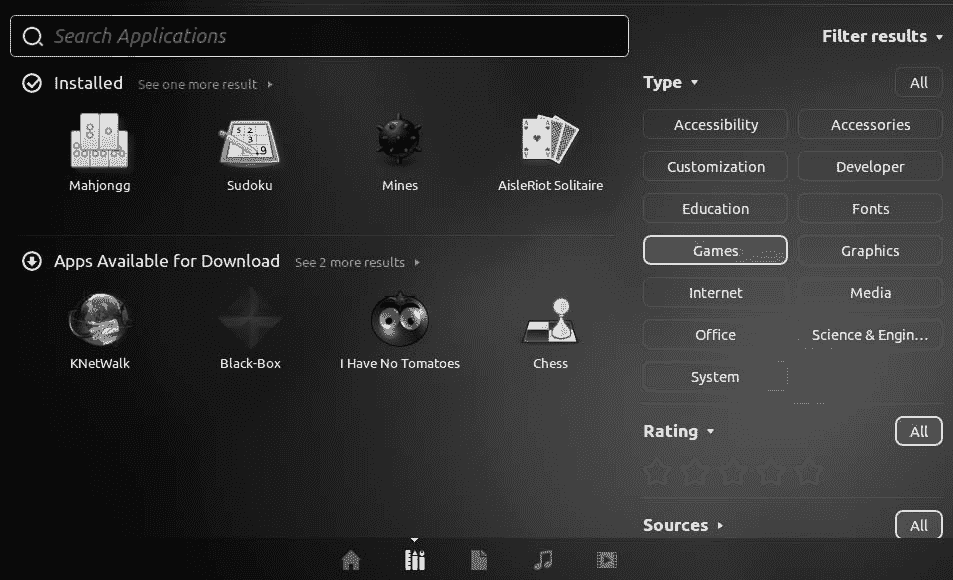 Search Applications
Filter results
Installed See one more result
Mahjongg Sudoku Mines AisleRiot Solitaire
Apps Available for Download See 2 more results
KNetWalk Black-Box I Have No Tomatoes Chess
Type All
Accessibility Accessories
Customization Developer
Education Fonts
Games Graphics
Internet Media
Office Science & Engin...
System
Rating All
Sources All